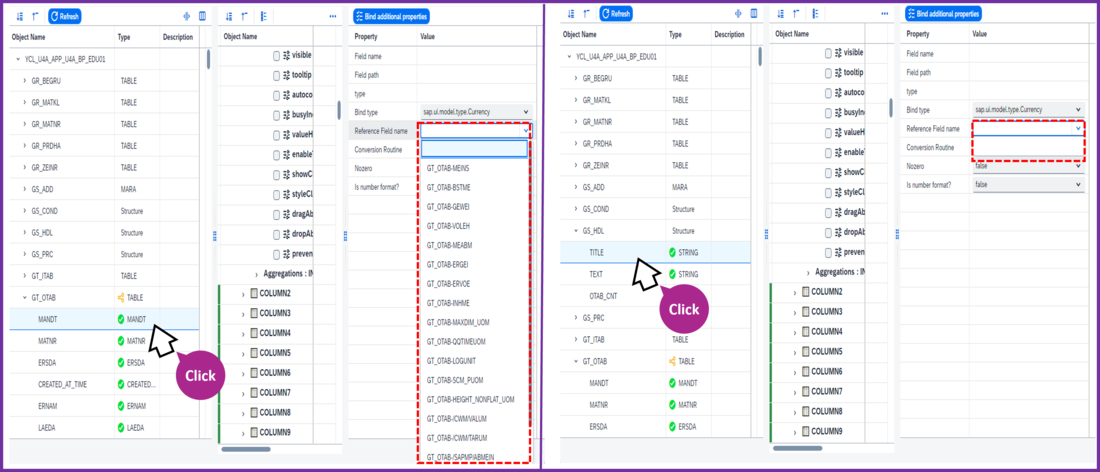 Refresh
Object Name Type Description
YCL_U4A_APP_U4A_BP_EDU01
GR_BEGRU TABLE
GR_MATKL TABLE
GR_MATNR TABLE
GR_PRDHA TABLE
GR_ZEINR TABLE
GS_ADD MARA
GS_COND Structure
GS_HDL Structure
GS_PRC Structure
GT_ITAB TABLE
GT_OTAB TABLE
MANDT MANDT
MATNR MATNR
ERSDA ERSDA
CREATED_AT_TIME CREATED...
ERNAM ERNAM
LAEDA LAEDA
Click
Object Name
visible
tooltip
autoco
busyIn
valueH
enable
showC
styleCl
dragAb
dropAb
preven
Aggregations : IN
COLUMN2
COLUMN3
COLUMN4
COLUMN5
COLUMN6
COLUMN7
COLUMN8
COLUMN9
Bind additional properties
Property Value
Field name
Field path
type
Bind type sap.ui.model.type.Currency
Reference Field name
Conversion Routine
Nozero
Is number format?
GT_OTAB-MEINS
GT_OTAB-BSTME
GT_OTAB-GEWEI
GT_OTAB-VOLEH
GT_OTAB-MEABM
GT_OTAB-ERGEI
GT_OTAB-ERVOE
GT_OTAB-INHME
GT_OTAB-MAXDIM_UOM
GT_OTAB-QQTIMEUOM
GT_OTAB-LOGUNIT
GT_OTAB-SCM_PUOM
GT_OTAB-HEIGHT_NONFLAT_UOM
GT_OTAB-/CWM/VALUM
GT_OTAB-/CWM/TARUM
GT_OTAB-/SAPMP/ABMEIN
Refresh
Object Name Type Description
YCL_U4A_APP_U4A_BP_EDU01
GR_BEGRU TABLE
GR_MATKL TABLE
GR_MATNR TABLE
GR_PRDHA TABLE
GR_ZEINR TABLE
GS_ADD MARA
GS_COND Structure
GS_HDL Structure
TITLE STRING
TEXT STRING
OTAB_CNT
GS_PRC Structure
GT_ITAB TABLE
GT_OTAB TABLE
MANDT MANDT
MATNR MATNR
ERSDA ERSDA
Click
Object Name
visible
tooltip
autoco
busyIn
valueH
enable
showC
styleCl
dragAb
dropAb
preven
Aggregations : IN
COLUMN2
COLUMN3
COLUMN4
COLUMN5
COLUMN6
COLUMN7
COLUMN8
COLUMN9
Bind additional properties
Property Value
Field name
Field path
type
Bind type sap.ui.model.type.Currency
Reference Field name
Conversion Routine
Nozero false
Is number format? false